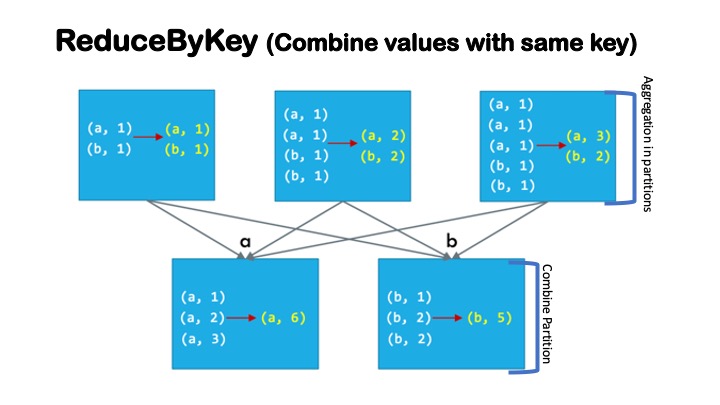 ReduceByKey (Combine values with same key)
(a, 1)
(b, 1)
(a, 1)
(b, 1)
(a, 1)
(a, 1)
(b, 1)
(b, 1)
(a, 2)
(b, 2)
(a, 1)
(a, 1)
(a, 1)
(b, 1)
(b, 1)
(a, 3)
(b, 2)
Aggregation in partitions
a
b
(a, 1)
(a, 2)
(a, 3)
(a, 6)
(b, 1)
(b, 2)
(b, 2)
(b, 5)
Combine Partition